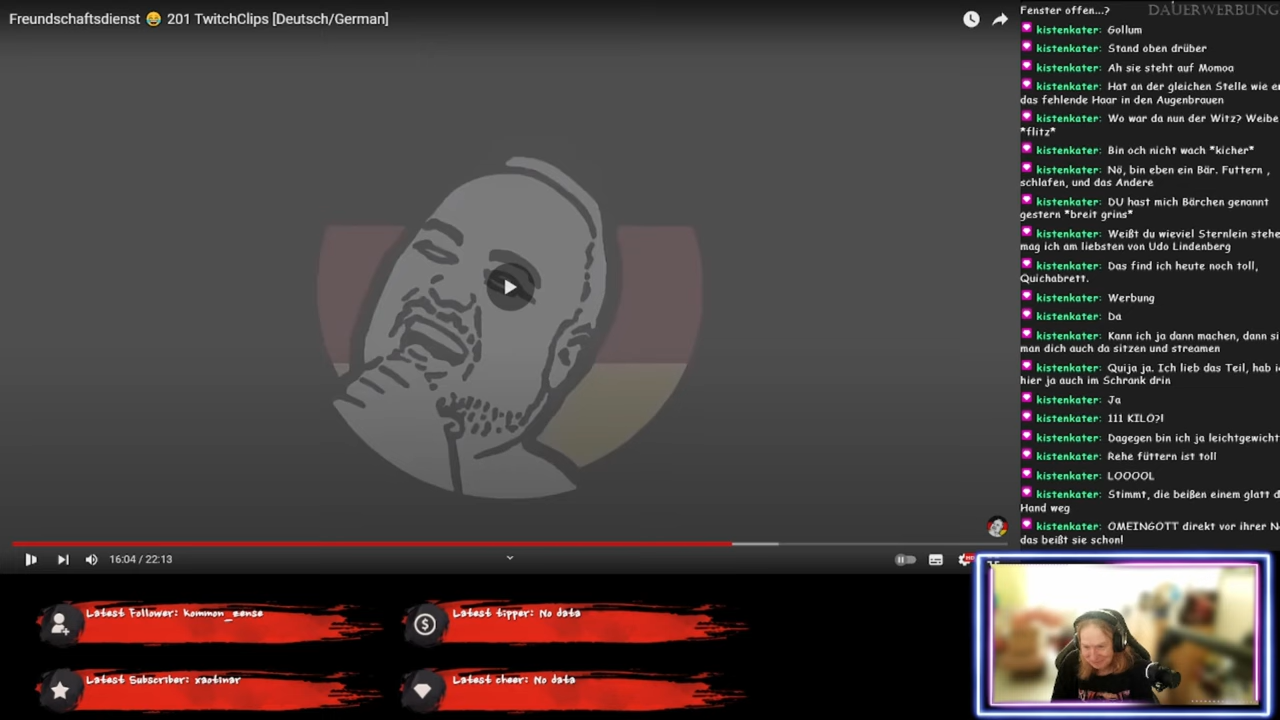 Freundschaftsdienst 😂 201 TwitchClips [Deutsch/German]
Fenster offen...?
DAUERWERBUNG
kistenkater: Gollum
kistenkater: Stand oben drüber
kistenkater: Ah sie steht auf Momoa
kistenkater: Hat an der gleichen Stelle wie er
das fehlende Haar in den Augenbrauen
kistenkater: Wo war da nun der Witz? Weibe
*flitz*
kistenkater: Bin och nicht wach *kicher*
kistenkater: Nö, bin eben ein Bär. Futtern ,
schlafen, und das Andere
kistenkater: DU hast mich Bärchen genannt
gestern *breit grins*
kistenkater: Weißt du wieviel Sternlein stehe
mag ich am liebsten von Udo Lindenberg
kistenkater: Das find ich heute noch toll,
Quichabrett.
kistenkater: Werbung
kistenkater: Da
kistenkater: Kann ich ja dann machen, dann si
man dich auch da sitzen und streamen
kistenkater: Quija ja. Ich lieb das Teil, hab i
hier ja auch im Schrank drin
kistenkater: Ja
kistenkater: 111 KILO?!
kistenkater: Dagegen bin ich ja leichtgewicht
kistenkater: Rehe füttern ist toll
kistenkater: LOOOOL
kistenkater: Stimmt, die beißen einem glatt d
Hand weg
kistenkater: OMEINGOTT direkt vor ihrer N
das beißt sie schon!
16:04 / 22:13
Latest Follower: Kommon_zense
Latest tipper: No data
Latest Subscriber: xaotinar
Latest cheer: No data